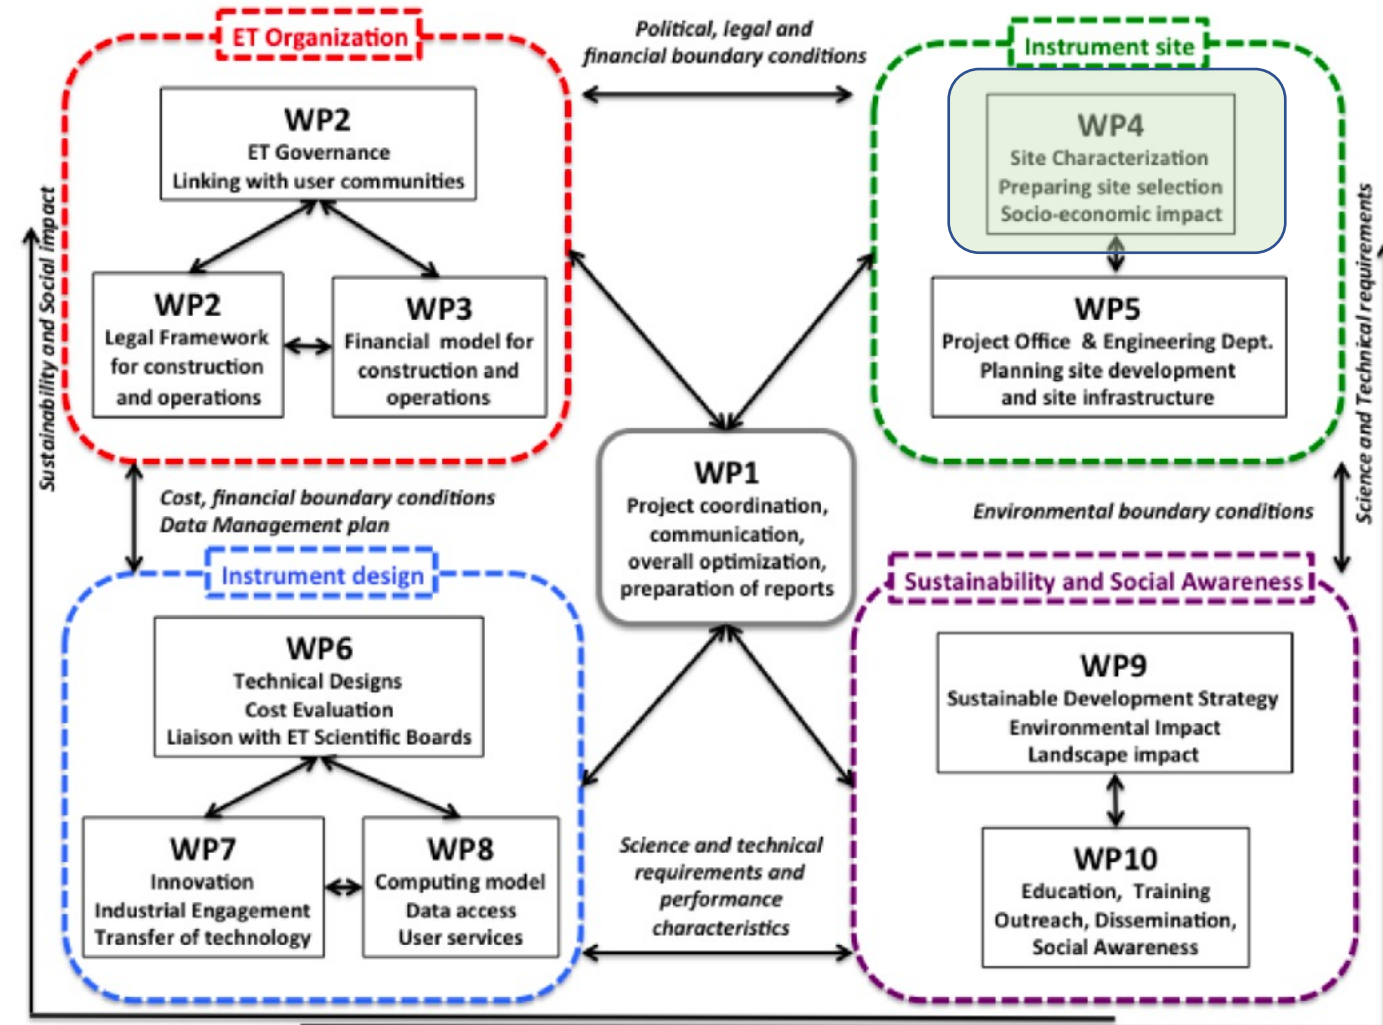 ET Organization
WP2
ET Governance
Linking with user communities
WP2
Legal Framework
for construction
and operations
WP3
Financial model for
construction and
operations
Political, legal and
financial boundary conditions
Instrument site
WP4
Site Characterization
Preparing site selection
Socio-economic impact
WP5
Project Office & Engineering Dept.
Planning site development
and site infrastructure
Sustainability and Social impact
Science and Technical requirements
Cost, financial boundary conditions
Data Management plan
WP1
Project coordination,
communication,
overall optimization,
preparation of reports
Environmental boundary conditions
Instrument design
WP6
Technical Designs
Cost Evaluation
Liaison with ET Scientific Boards
WP7
Innovation
Industrial Engagement
Transfer of technology
WP8
Computing model
Data access
User services
Science and technical
requirements and
performance
characteristics
Sustainability and Social Awareness
WP9
Sustainable Development Strategy
Environmental Impact
Landscape impact
WP10
Education, Training
Outreach, Dissemination,
Social Awareness